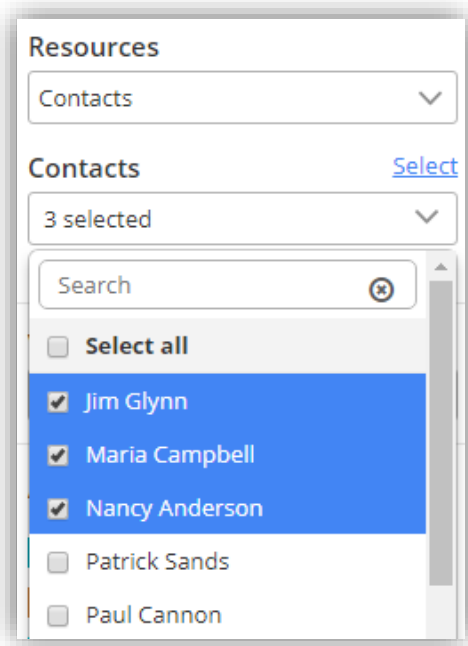 Resources
Contacts
Contacts Select
3 selected
Search
Select all
Jim Glynn
Maria Campbell
Nancy Anderson
Patrick Sands
Paul Cannon